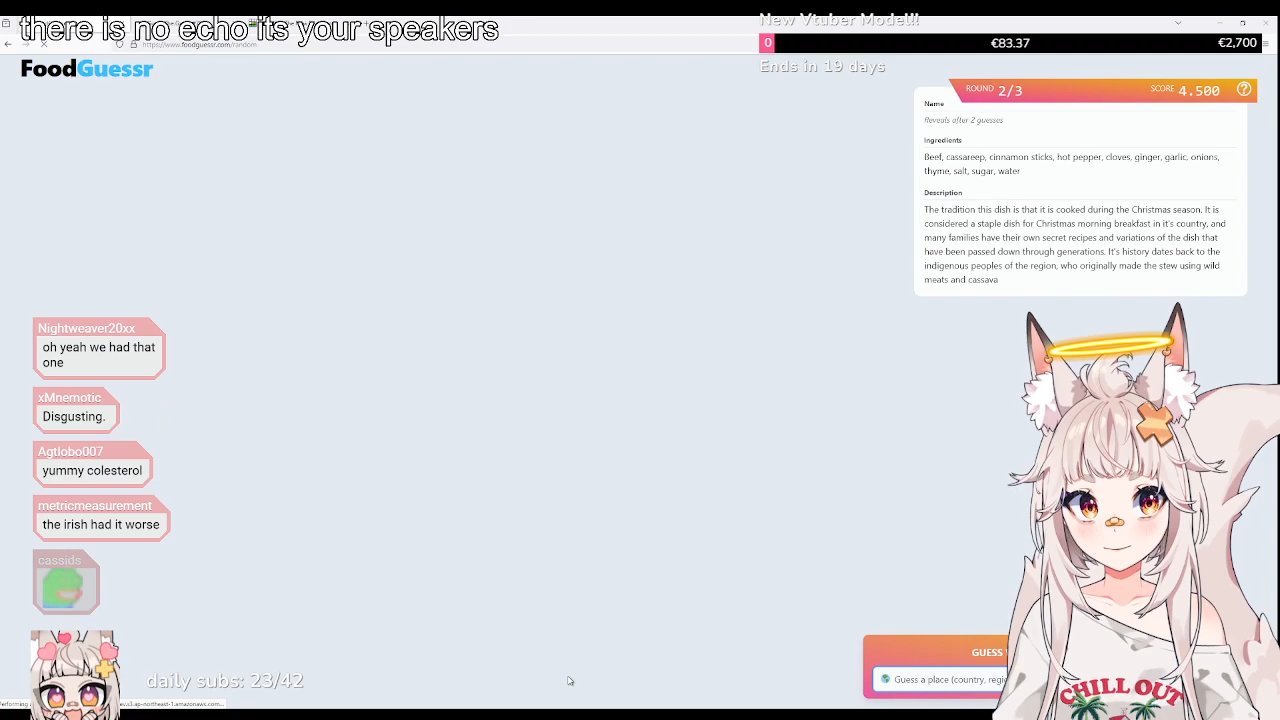 there is no echo its your speakers
https://www.foodguessr.com/random
New Vtuber Model!!
0 €83.37 €2,700
Ends in 19 days
FoodGuessr
ROUND 2/3 SCORE 4.500 ?
Name
Reveals after 2 guesses
Ingredients
Beef, cassareep, cinnamon sticks, hot pepper, cloves, ginger, garlic, onions,
thyme, salt, sugar, water
Description
The tradition this dish is that it is cooked during the Christmas season. It is
considered a staple dish for Christmas morning breakfast in it's country, and
many families have their own secret recipes and variations of the dish that
have been passed down through generations. It's history dates back to the
indigenous peoples of the region, who originally made the stew using wild
meats and cassava
Nightweaver20xx
oh yeah we had that
one
xMnemotic
Disgusting.
Agtlobo007
yummy colesterol
metricmeasurement
the irish had it worse
cassids
daily subs: 23/42
GUESS
Guess a place (country, regi
CHILL OUT